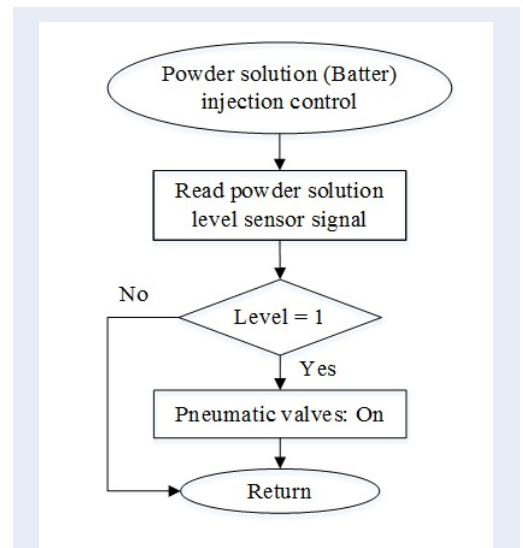 Powder solution (Batter)
injection control
Read powder solution
level sensor signal
No
Level = 1
Yes
Pneumatic valves: On
Return